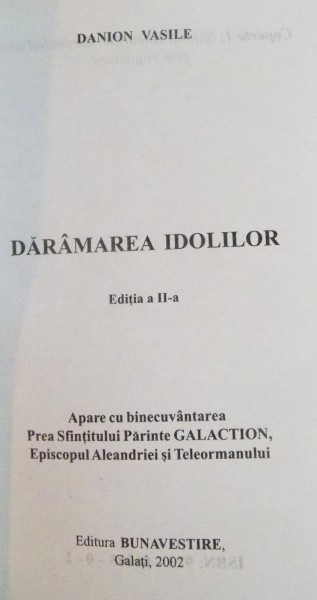 DANION VASILE
DĂRÂMAREA IDOLILOR
Ediția a II-a
Apare cu binecuvântarea
Prea Sfințitului Părinte GALACTION,
Episcopul Aleandriei și Teleormanului
Editura BUNAVESTIRE,
Galați, 2002